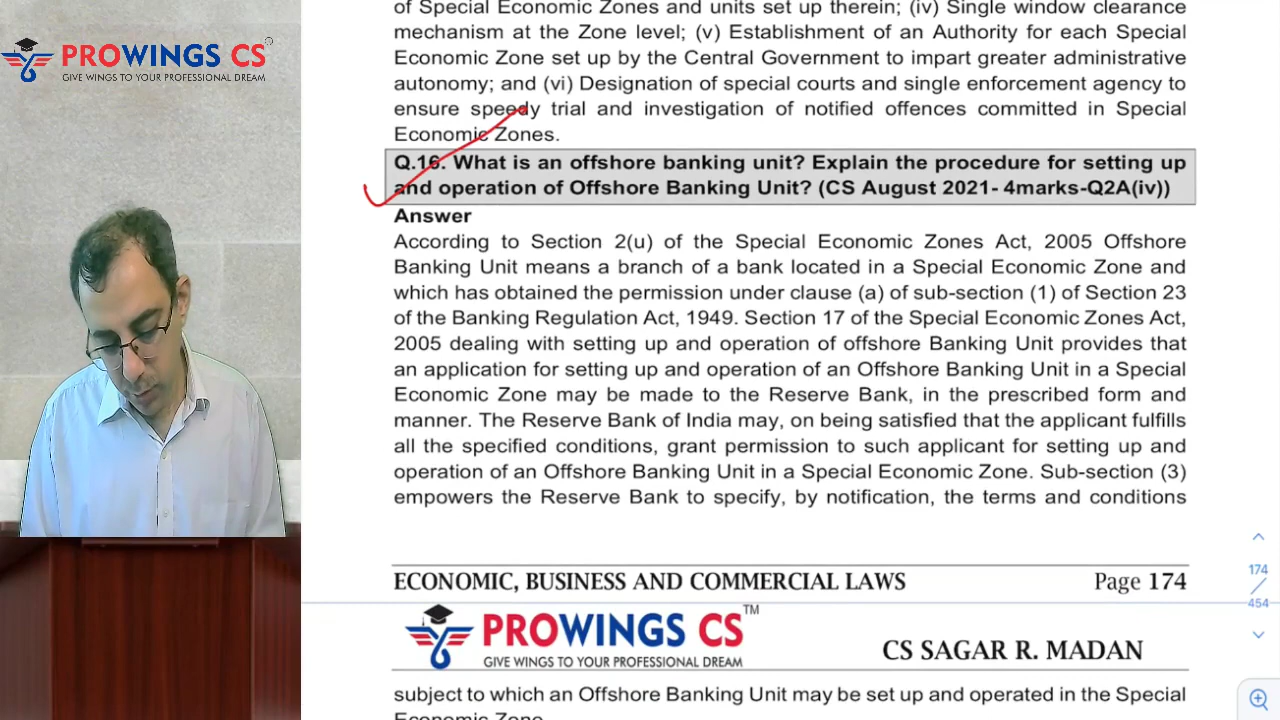 PROWINGS CS
GIVE WINGS TO YOUR PROFESSIONAL DREAM
of Special Economic Zones and units set up therein; (iv) Single window clearance
mechanism at the Zone level; (v) Establishment of an Authority for each Special
Economic Zone set up by the Central Government to impart greater administrative
autonomy; and (vi) Designation of special courts and single enforcement agency to
ensure speedy trial and investigation of notified offences committed in Special
Economic Zones.
Q.16. What is an offshore banking unit? Explain the procedure for setting up
and operation of Offshore Banking Unit? (CS August 2021- 4marks-Q2A(iv))
Answer
According to Section 2(u) of the Special Economic Zones Act, 2005 Offshore
Banking Unit means a branch of a bank located in a Special Economic Zone and
which has obtained the permission under clause (a) of sub-section (1) of Section 23
of the Banking Regulation Act, 1949. Section 17 of the Special Economic Zones Act,
2005 dealing with setting up and operation of offshore Banking Unit provides that
an application for setting up and operation of an Offshore Banking Unit in a Special
Economic Zone may be made to the Reserve Bank, in the prescribed form and
manner. The Reserve Bank of India may, on being satisfied that the applicant fulfills
all the specified conditions, grant permission to such applicant for setting up and
operation of an Offshore Banking Unit in a Special Economic Zone. Sub-section (3)
empowers the Reserve Bank to specify, by notification, the terms and conditions
ECONOMIC, BUSINESS AND COMMERCIAL LAWS Page 174
174
/
454
PROWINGS CS TM
GIVE WINGS TO YOUR PROFESSIONAL DREAM
CS SAGAR R. MADAN
subject to which an Offshore Banking Unit may be set up and operated in the Special
Economic Zone